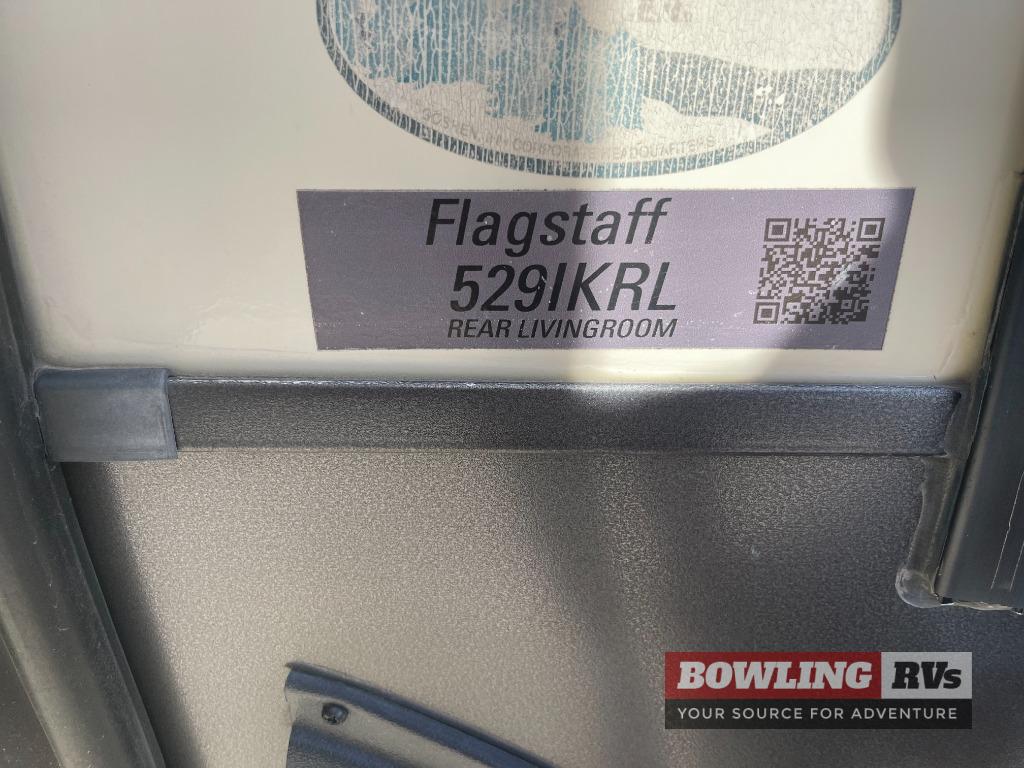 Flagstaff
529IKRL
REAR LIVINGROOM
BOWLING RVs
YOUR SOURCE FOR ADVENTURE